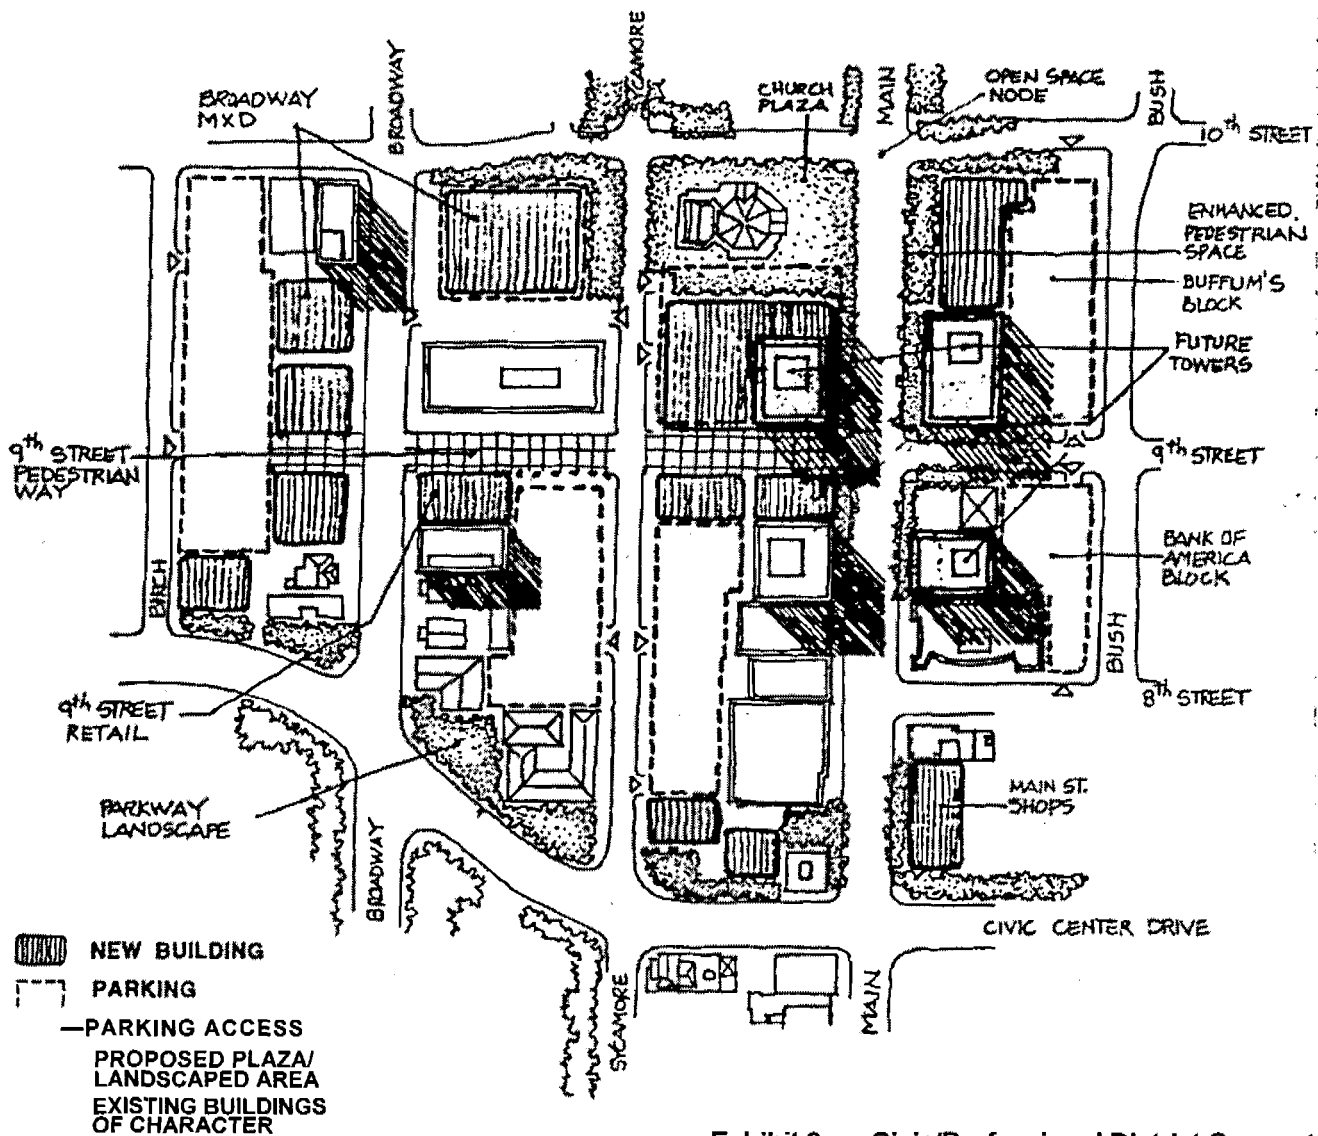 SYCAMORE
BROADWAY
MXD
BROADWAY
CHURCH
PLAZA
MAIN
OPEN SPACE
NODE
BUSH
10th STREET
ENHANCED
PEDESTRIAN
SPACE
BUFFUM'S
BLOCK
FUTURE
TOWERS
9th STREET
PEDESTRIAN
WAY
9th STREET
BANK OF
AMERICA
BLOCK
BIRCH
BUSH
8th STREET
9th STREET
RETAIL
MAIN ST.
SHOPS
PARKWAY
LANDSCAPE
BROADWAY
CIVIC CENTER DRIVE
SYCAMORE
MAIN
NEW BUILDING
PARKING
—PARKING ACCESS
PROPOSED PLAZA/
LANDSCAPED AREA
EXISTING BUILDINGS
OF CHARACTER